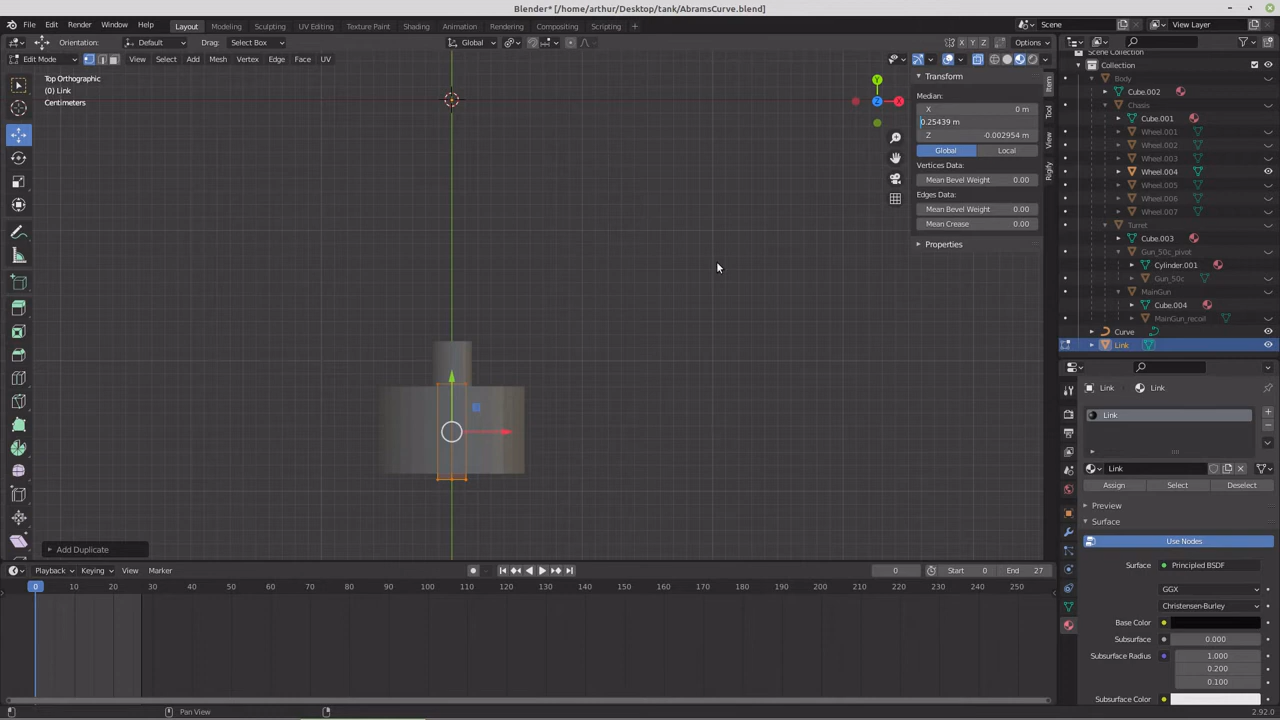 Blender* [/home/arthur/Desktop/tank/AbramsCurve.blend]
File Edit Render Window Help Layout Modeling Sculpting UV Editing Texture Paint Shading Animation Rendering Compositing Scripting + Scene View Layer
Orientation: Default Drag: Select Box Global X Y Z Options
Edit Mode View Select Add Mesh Vertex Edge Face UV
Top Orthographic
(0) Link
Centimeters
Y
Z X
Transform
Median:
X 0 m
0.25439 m
Z -0.002954 m
Global Local
Vertices Data:
Mean Bevel Weight 0.00
Edges Data:
Mean Bevel Weight 0.00
Mean Crease 0.00
Properties
Item
Tool
View
Rigify
Scene Collection
Collection
Body
Cube.002
Chasis
Cube.001
Wheel.001
Wheel.002
Wheel.003
Wheel.004
Wheel.005
Wheel.006
Wheel.007
Turret
Cube.003
Gun_50c_pivot
Cylinder.001
Gun_50c
MainGun
Cube.004
MainGun_recoil
Curve
Link
Link Link
Link
Link
Assign Select Deselect
Preview
Surface
Use Nodes
Surface Principled BSDF
GGX
Christensen-Burley
Base Color
Subsurface 0.000
Subsurface Radius 1.000
0.200
0.100
Subsurface Color
Add Duplicate
Playback Keying View Marker 0 Start 0 End 27
0 10 20 30 40 50 60 70 80 90 100 110 120 130 140 150 160 170 180 190 200 210 220 230 240 250
Pan View 2.92.0